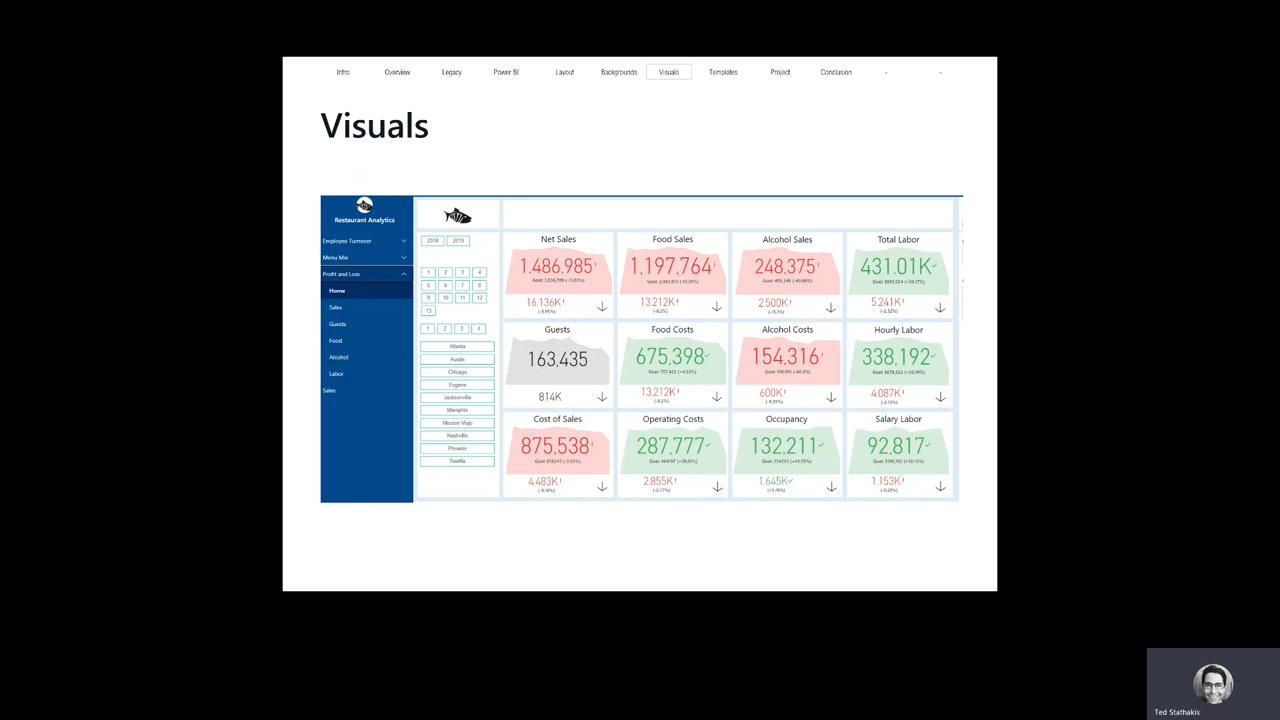 Intro Overview Legacy Power BI Layout Backgrounds Visuals Templates Project Conclusion - -
Visuals
Restaurant Analytics
Employee Turnover
Menu Mix
Profit and Loss
Home
Sales
Guests
Food
Alcohol
Labor
Sales
2018 2019
1 2 3 4
5 6 7 8
9 10 11 12
13
1 2 3 4
Atlanta
Austin
Chicago
Eugene
Jacksonville
Memphis
Mission Viejo
Nashville
Phoenix
Seattle
Net Sales Food Sales Alcohol Sales Total Labor
1,486,985! 1,197,764! 248,375! 431.01K✓
16.136K! 13.212K! 2.500K! 5.241K!
(-8.2%) (-2.52%)
Guests Food Costs Alcohol Costs Hourly Labor
163,435 675,398✓ 154,316! 338,192✓
814K 13.212K! 600K! 4.087K!
(-8.2%)
Cost of Sales Operating Costs Occupancy Salary Labor
875,538! 287,777✓ 132,211✓ 92,817✓
4.483K! 2.855K! 1.645K✓ 1.153K!
Ted Stathakis